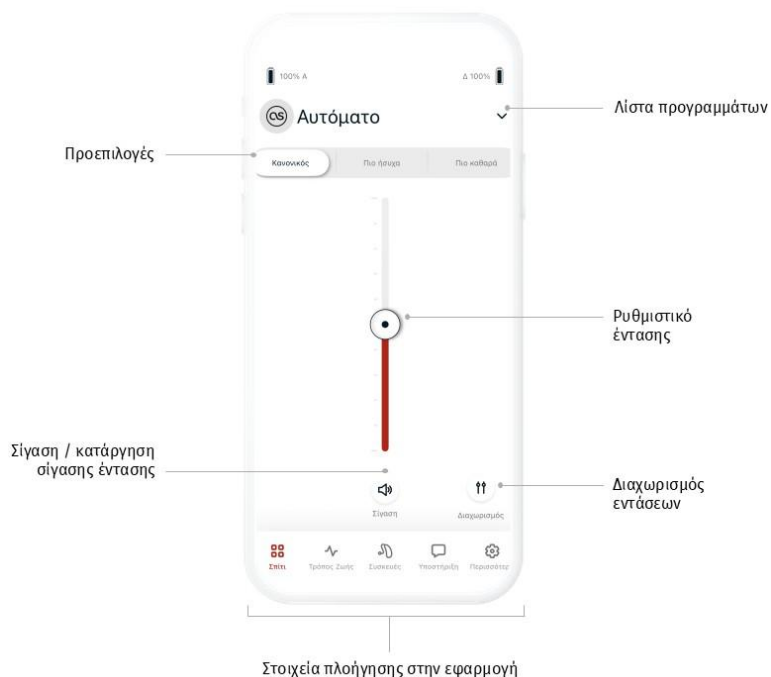 100% A
Δ 100%
Αυτόματο
Λίστα προγραμμάτων
Προεπιλογές
Κανονικός
Πιο ήσυχα
Πιο καθαρά
Ρυθμιστικό
έντασης
Σίγαση / κατάργηση
σίγασης έντασης
Σίγαση
Διαχωρισμός
Διαχωρισμός
εντάσεων
Σπίτι
Τρόπος Ζωής
Συσκευές
Υποστήριξη
Περισσότερ
Στοιχεία πλοήγησης στην εφαρμογή